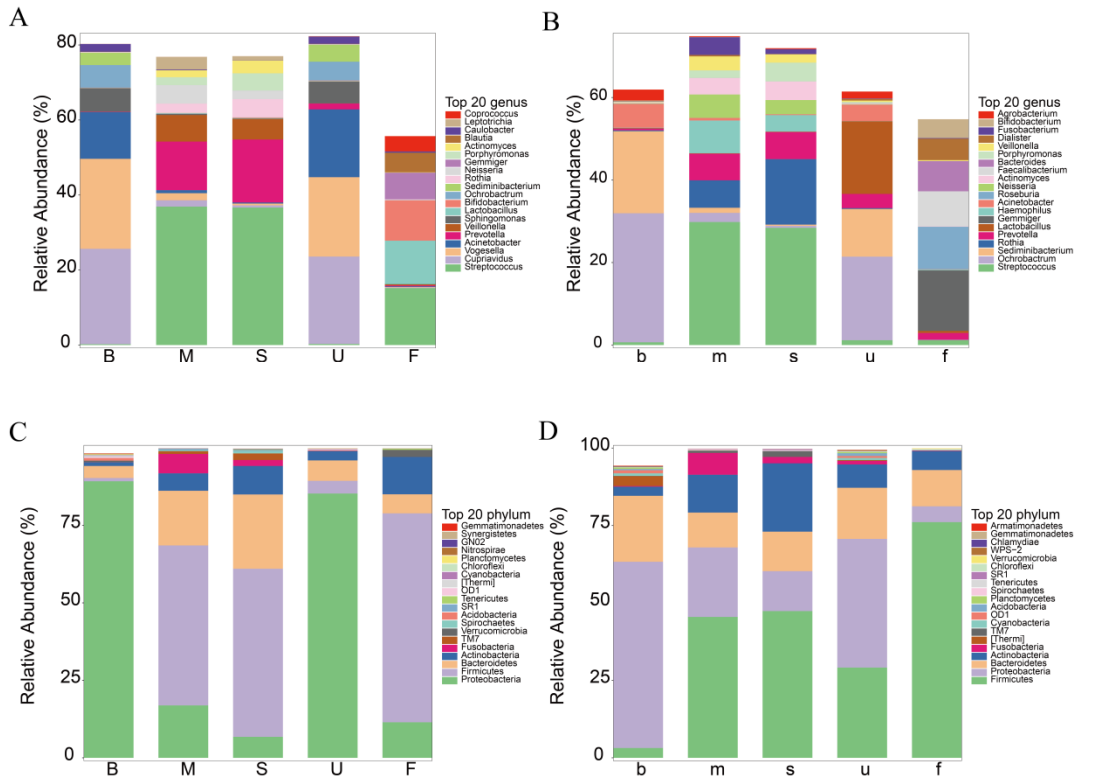 A
Relative Abundance (%)
80
60
40
20
0
B M S U F
Top 20 genus
Coprococcus
Leptotrichia
Caulobacter
Blautia
Actinomyces
Porphyromonas
Gemmiger
Neisseria
Rothia
Sediminibacterium
Ochrobactrum
Bifidobacterium
Lactobacillus
Sphingomonas
Veillonella
Prevotella
Acinetobacter
Vogesella
Cupriavidus
Streptococcus
B
Relative Abundance (%)
60
40
20
0
b m s u f
Top 20 genus
Agrobacterium
Bifidobacterium
Fusobacterium
Dialister
Veillonella
Porphyromonas
Bacteroides
Faecalibacterium
Actinomyces
Neisseria
Roseburia
Acinetobacter
Haemophilus
Gemmiger
Lactobacillus
Prevotella
Rothia
Sediminibacterium
Ochrobactrum
Streptococcus
C
Relative Abundance (%)
75
50
25
0
B M S U F
Top 20 phylum
Gemmatimonadetes
Synergistetes
GN02
Nitrospirae
Planctomycetes
Chloroflexi
Cyanobacteria
[Thermi]
OD1
Tenericutes
SR1
Acidobacteria
Spirochaetes
Verrucomicrobia
TM7
Fusobacteria
Actinobacteria
Bacteroidetes
Firmicutes
Proteobacteria
D
Relative Abundance (%)
100
75
50
25
0
b m s u f
Top 20 phylum
Armatimonadetes
Gemmatimonadetes
Chlamydiae
WPS-2
Verrucomicrobia
Chloroflexi
SR1
Tenericutes
Spirochaetes
Planctomycetes
Acidobacteria
OD1
Cyanobacteria
TM7
[Thermi]
Fusobacteria
Actinobacteria
Bacteroidetes
Proteobacteria
Firmicutes